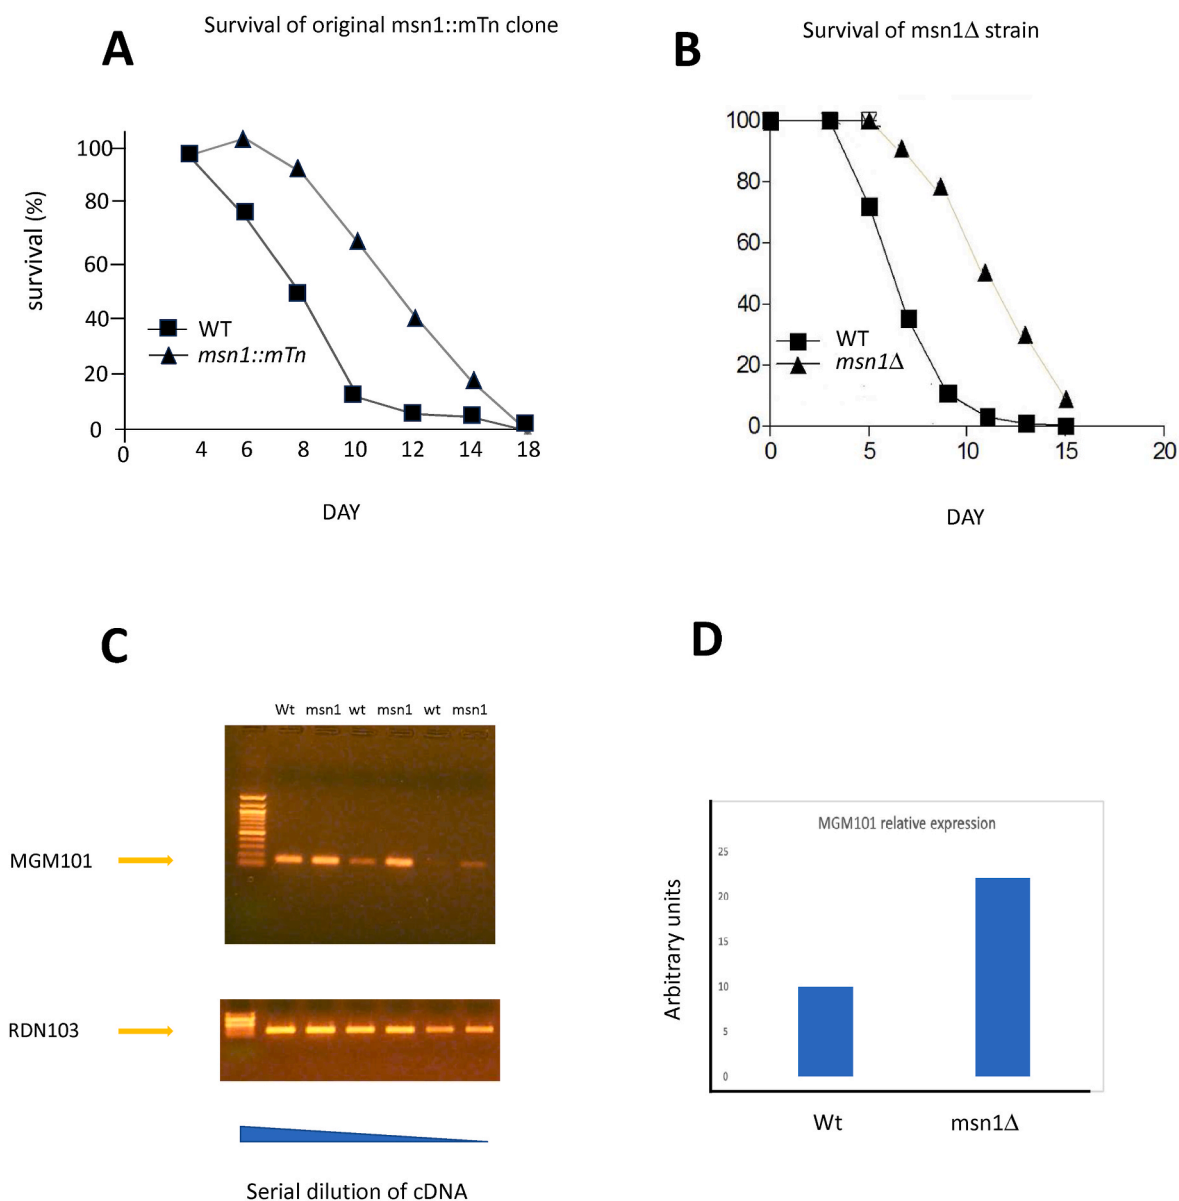 Survival of original msn1::mTn clone
A
survival (%)
100
80
60
40
20
0
WT
msn1::mTn
0 4 6 8 10 12 14 18
DAY
Survival of msn1Δ strain
B
100
80
60
40
20
0
WT
msn1Δ
0 5 10 15 20
DAY
C
Wt msn1 wt msn1 wt msn1
MGM101
RDN103
Serial dilution of cDNA
D
MGM101 relative expression
Arbitrary units
25
20
15
10
5
0
Wt msn1Δ